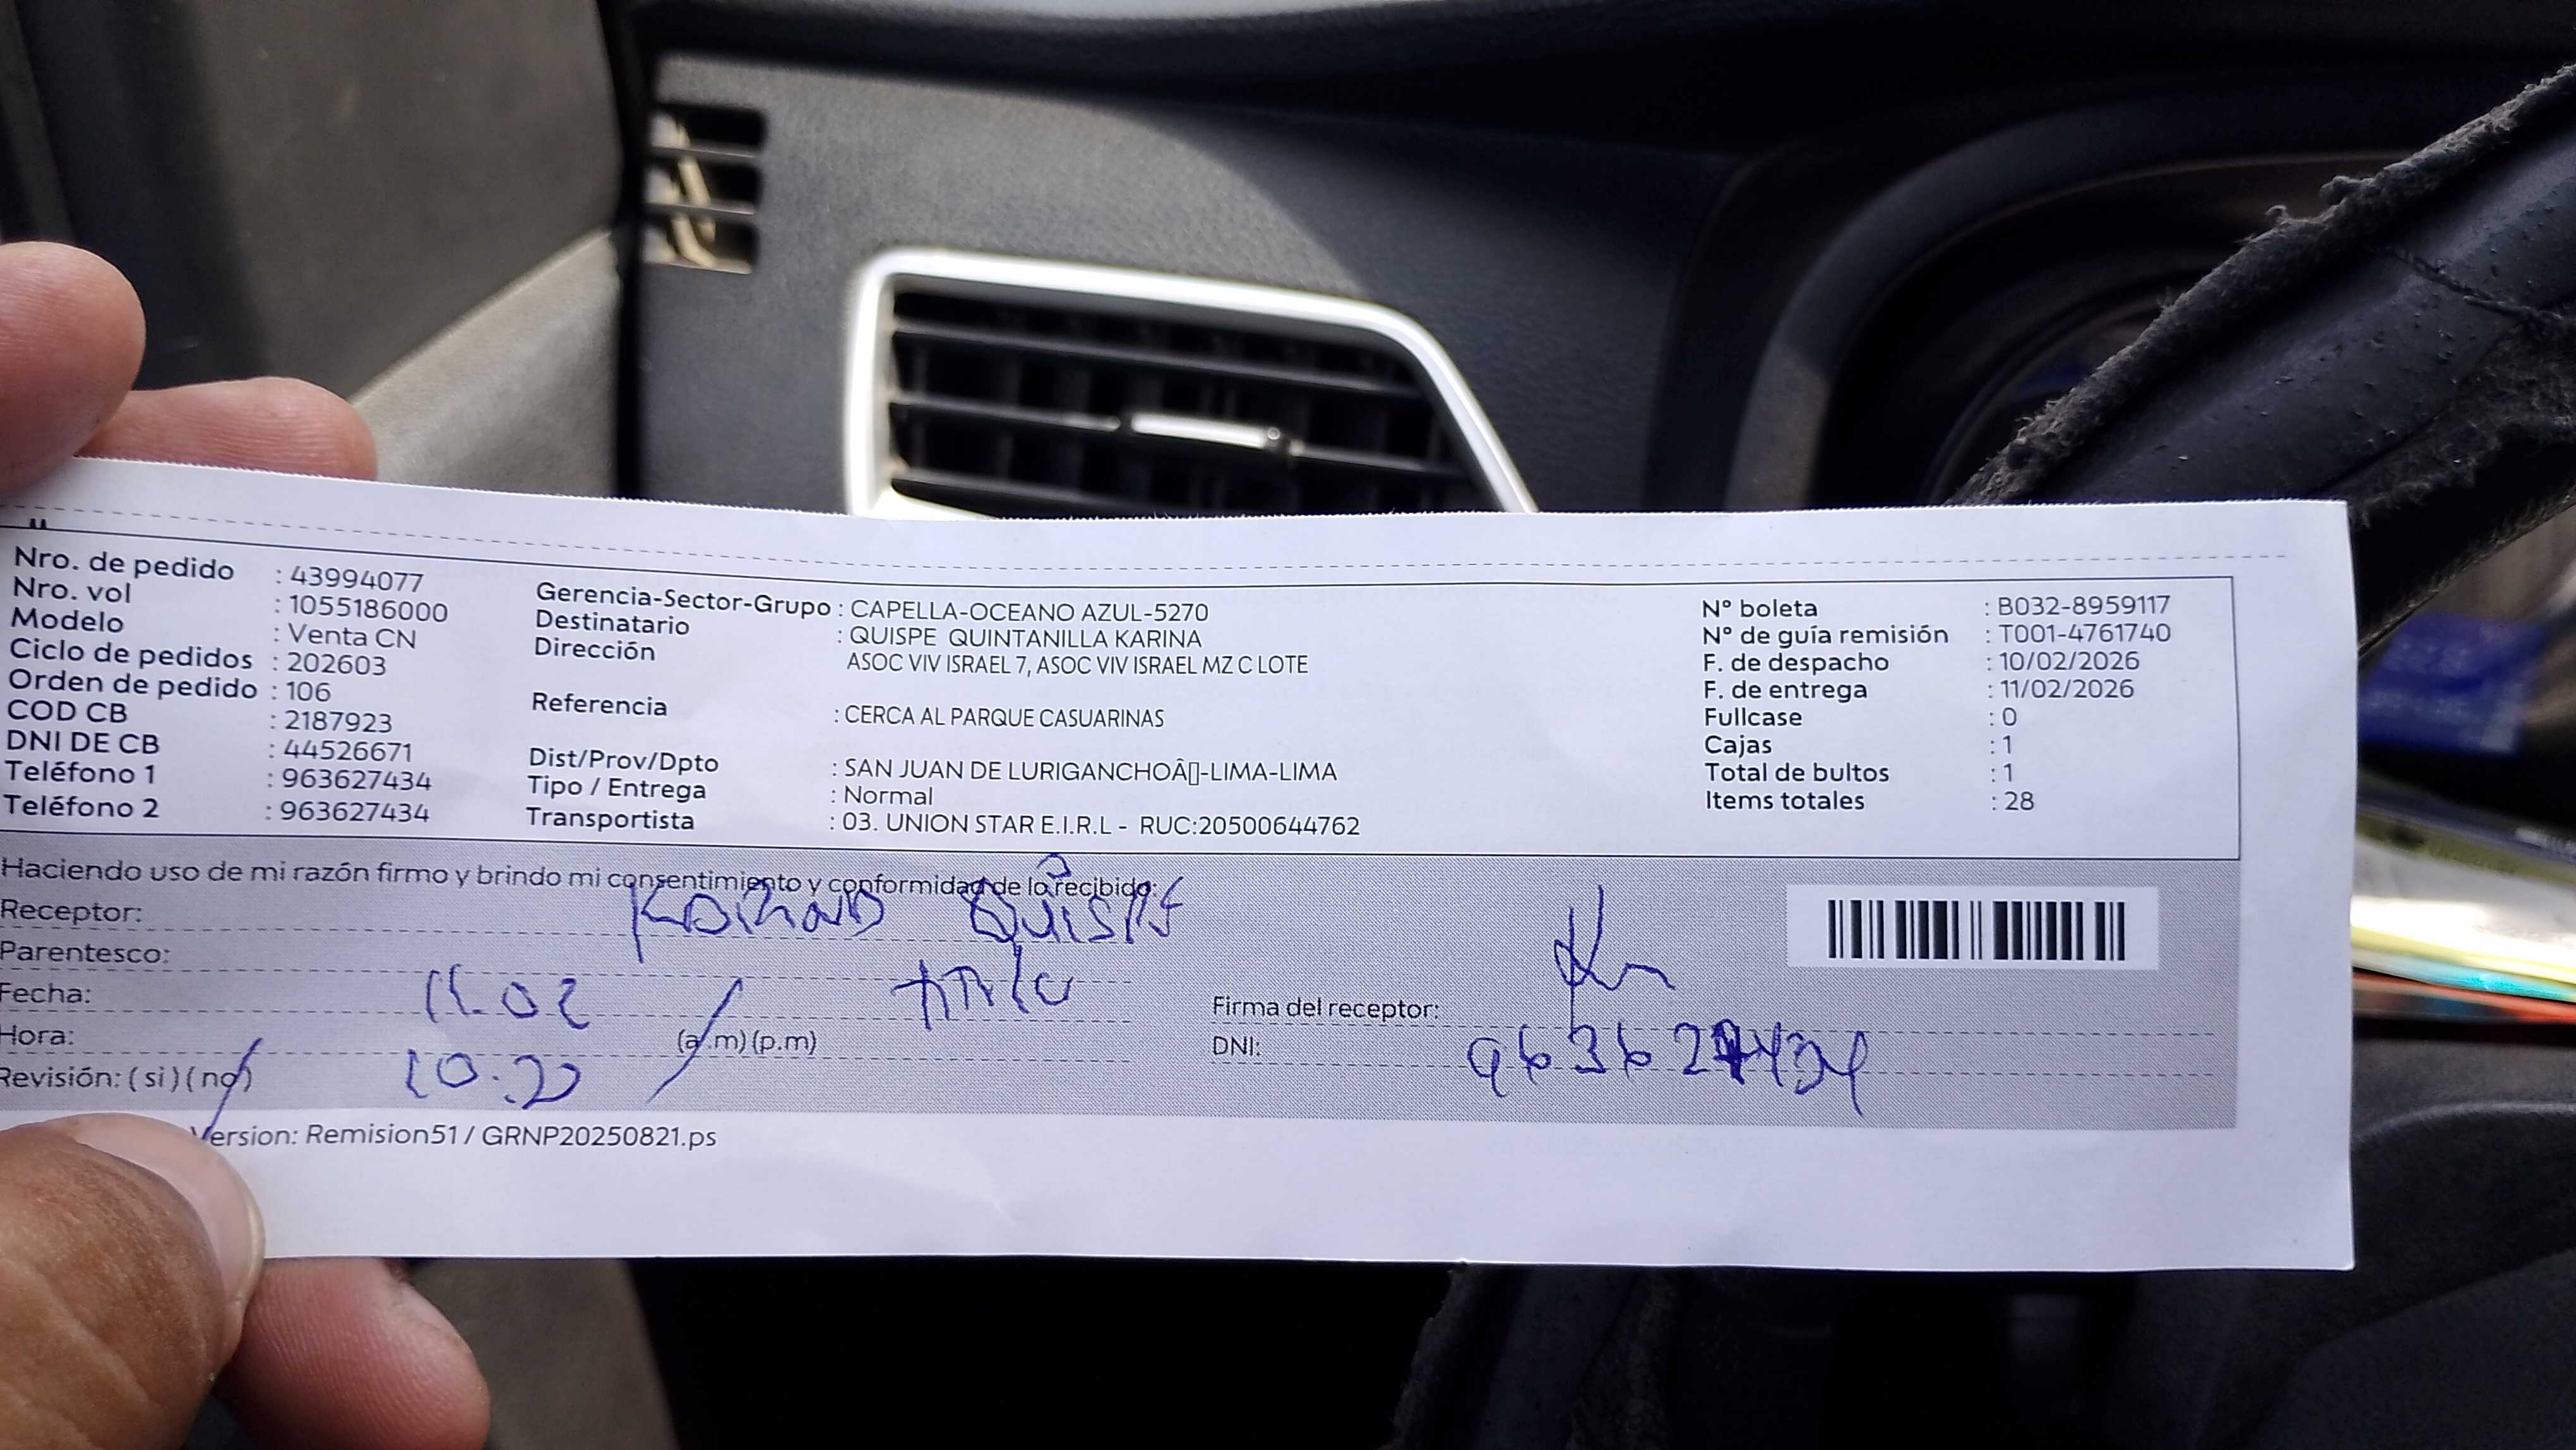 Nro. de pedido : 43994077
Nro. vol : 1055186000
Modelo : Venta CN
Ciclo de pedidos : 202603
Orden de pedido : 106
COD CB : 2187923
DNI DE CB : 44526671
Teléfono 1 : 963627434
Teléfono 2 : 963627434
Gerencia-Sector-Grupo : CAPELLA-OCEANO AZUL-5270
Destinatario : QUISPE QUINTANILLA KARINA
Dirección ASOC VIV ISRAEL 7, ASOC VIV ISRAEL MZ C LOTE
Referencia : CERCA AL PARQUE CASUARINAS
Dist/Prov/Dpto : SAN JUAN DE LURIGANCHOÂ▯-LIMA-LIMA
Tipo / Entrega : Normal
Transportista : 03. UNION STAR E.I.R.L - RUC:20500644762
N° boleta : B032-8959117
N° de guía remisión : T001-4761740
F. de despacho : 10/02/2026
F. de entrega : 11/02/2026
Fullcase : 0
Cajas : 1
Total de bultos : 1
Items totales : 28
Haciendo uso de mi razón firmo y brindo mi consentimiento y conformidad de lo recibido:
Receptor: Karina Quispe
Parentesco:
Fecha: 11.02
Hora: 10.20 (a.m) (p.m)
Revisión: ( si ) ( no )
Firma del receptor:
DNI: 963627434
Version: Remision51 / GRNP20250821.ps